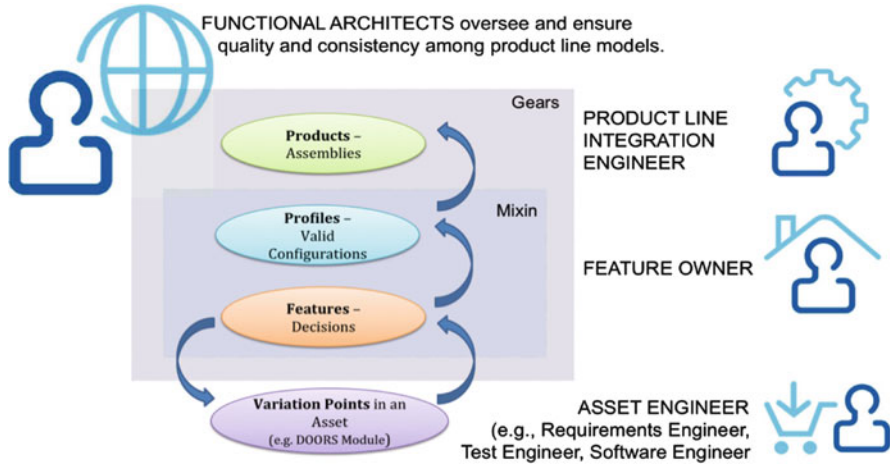 FUNCTIONAL ARCHITECTS oversee and ensure
quality and consistency among product line models.
Gears
Products –
Assemblies
PRODUCT LINE
INTEGRATION
ENGINEER
Mixin
Profiles –
Valid
Configurations
FEATURE OWNER
Features –
Decisions
Variation Points in an
Asset
(e.g. DOORS Module)
ASSET ENGINEER
(e.g., Requirements Engineer,
Test Engineer, Software Engineer